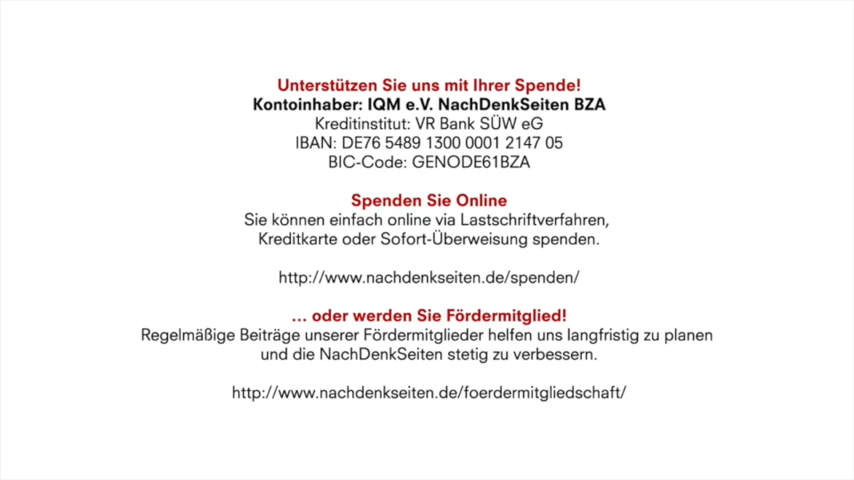 Unterstützen Sie uns mit Ihrer Spende!
Kontoinhaber: IQM e.V. NachDenkSeiten BZA
Kreditinstitut: VR Bank SÜW eG
IBAN: DE76 5489 1300 0001 2147 05
BIC-Code: GENODE61BZA
Spenden Sie Online
Sie können einfach online via Lastschriftverfahren,
Kreditkarte oder Sofort-Überweisung spenden.
http://www.nachdenkseiten.de/spenden/
... oder werden Sie Fördermitglied!
Regelmäßige Beiträge unserer Fördermitglieder helfen uns langfristig zu planen
und die NachDenkSeiten stetig zu verbessern.
http://www.nachdenkseiten.de/foerdermitgliedschaft/